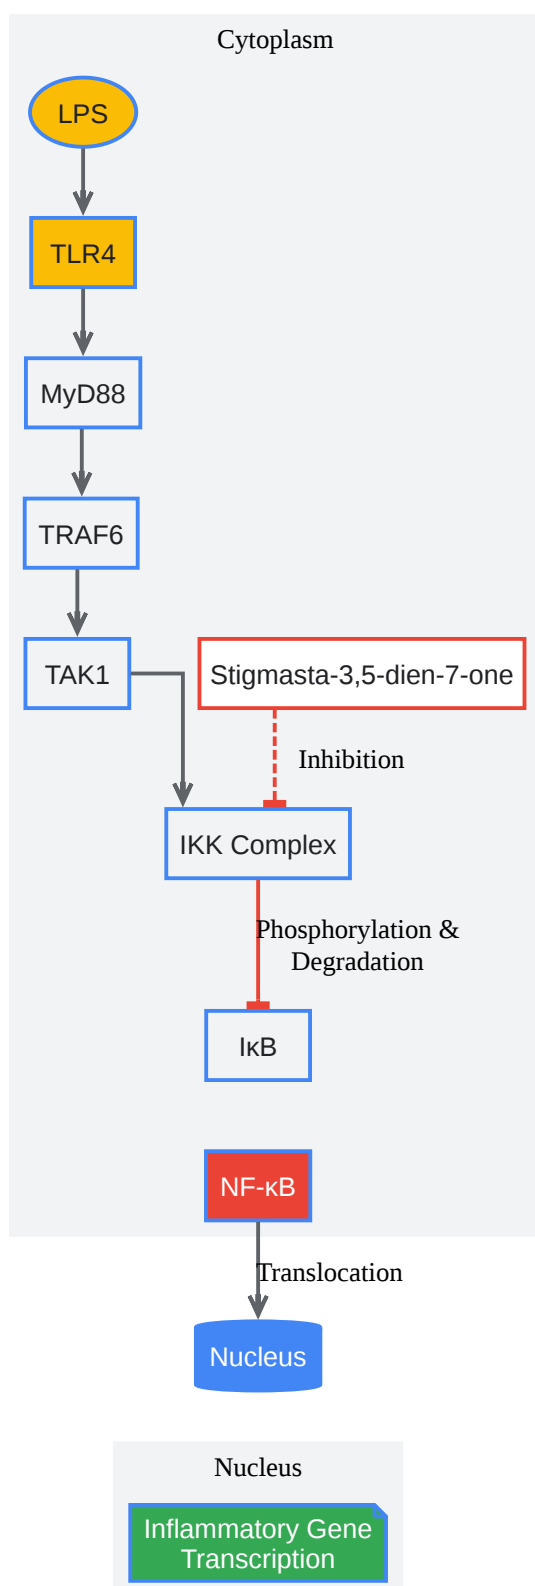 Cytoplasm
LPS
TLR4
MyD88
TRAF6
TAK1
Stigmasta-3,5-dien-7-one
Inhibition
IKK Complex
Phosphorylation &
Degradation
IκB
NF-κB
Translocation
Nucleus
Nucleus
Inflammatory Gene
Transcription